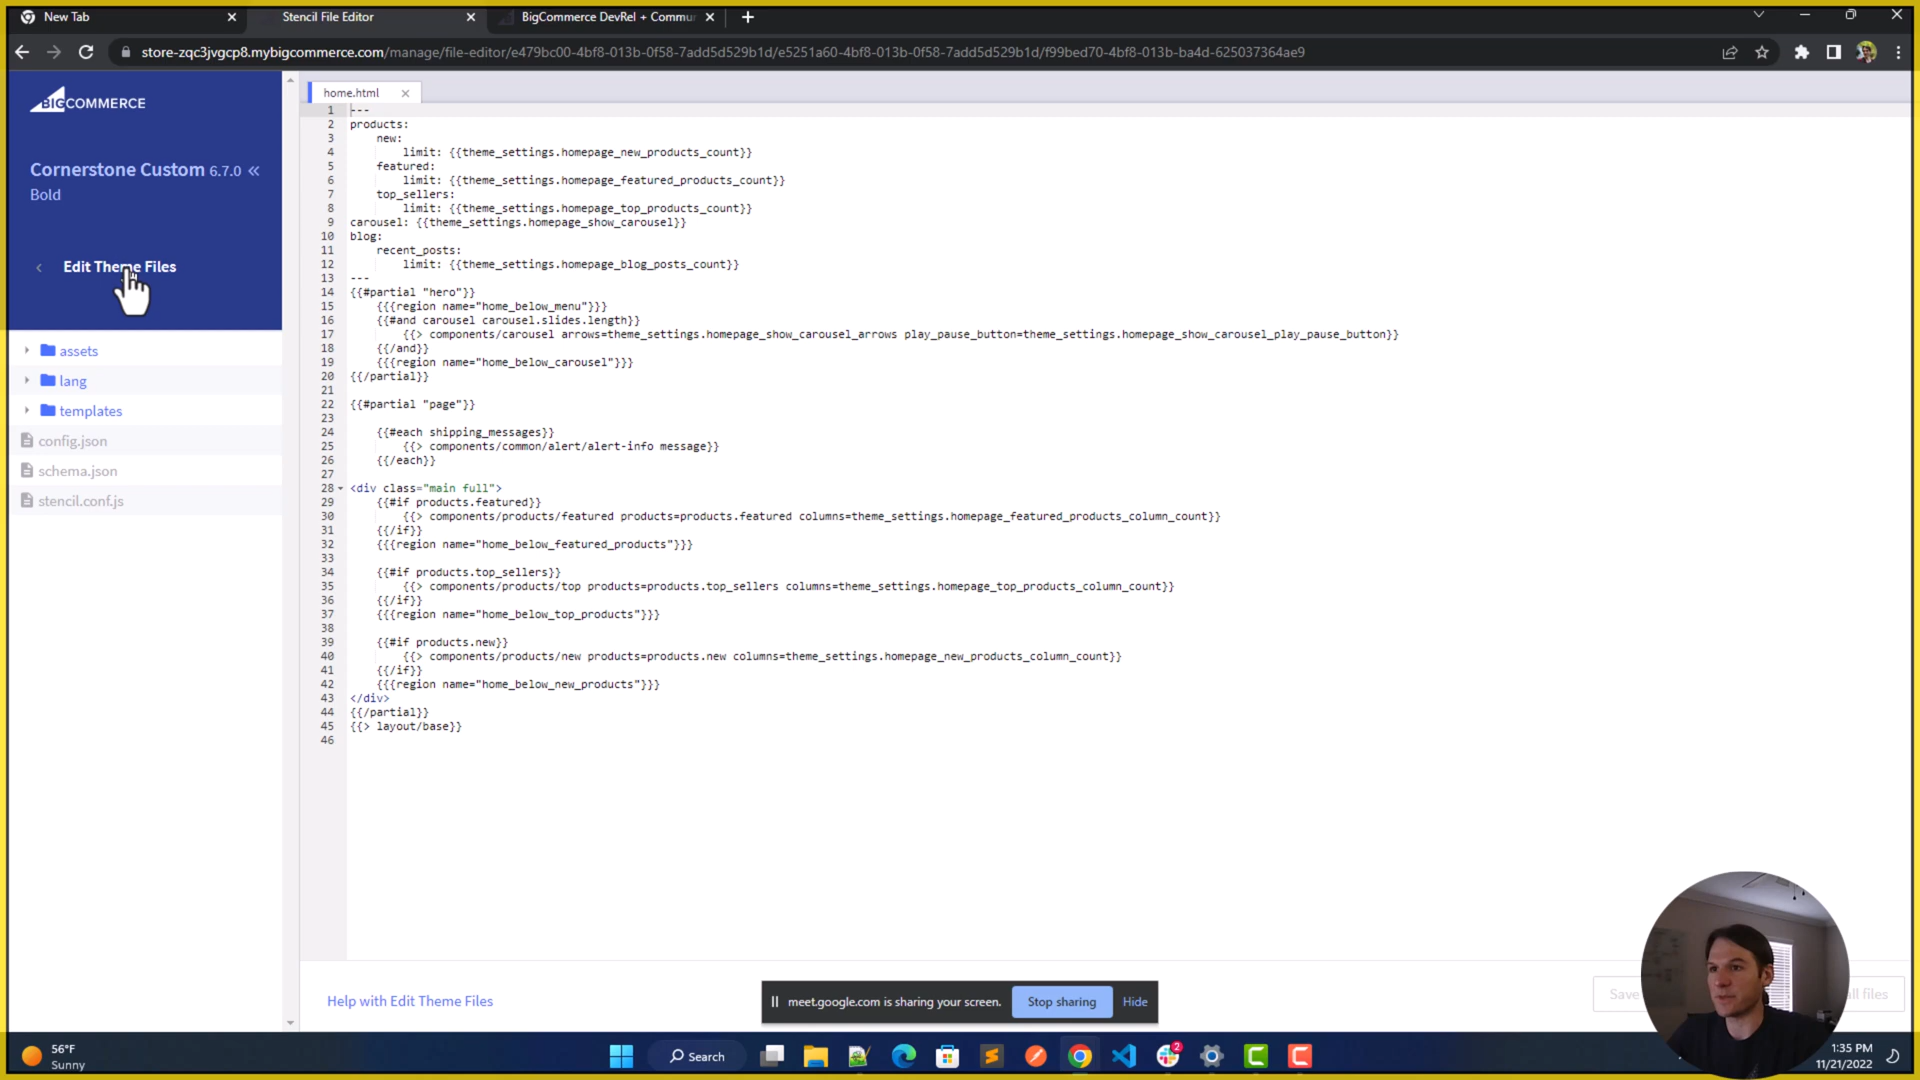 New Tab
Stencil File Editor
BigCommerce DevRel + Commu
store-zqc3jvgcp8.mybigcommerce.com/manage/file-editor/e479bc00-4bf8-013b-0f58-7add5d529b1d/e5251a60-4bf8-013b-0f58-7add5d529b1d/f99bed70-4bf8-013b-ba4d-625037364ae9
BIGCOMMERCE
Cornerstone Custom 6.7.0
Bold
Edit Theme Files
assets
lang
templates
config.json
schema.json
stencil.conf.js
home.html
1 ---
2 products:
3 new:
4 limit: {{theme_settings.homepage_new_products_count}}
5 featured:
6 limit: {{theme_settings.homepage_featured_products_count}}
7 top_sellers:
8 limit: {{theme_settings.homepage_top_products_count}}
9 carousel: {{theme_settings.homepage_show_carousel}}
10 blog:
11 recent_posts:
12 limit: {{theme_settings.homepage_blog_posts_count}}
13 ---
14 {{#partial "hero"}}
15 {{{region name="home_below_menu"}}}
16 {{#and carousel carousel.slides.length}}
17 {{> components/carousel arrows=theme_settings.homepage_show_carousel_arrows play_pause_button=theme_settings.homepage_show_carousel_play_pause_button}}
18 {{/and}}
19 {{{region name="home_below_carousel"}}}
20 {{/partial}}
21
22 {{#partial "page"}}
23
24 {{#each shipping_messages}}
25 {{> components/common/alert/alert-info message}}
26 {{/each}}
27
28 <div class="main full">
29 {{#if products.featured}}
30 {{> components/products/featured products=products.featured columns=theme_settings.homepage_featured_products_column_count}}
31 {{/if}}
32 {{{region name="home_below_featured_products"}}}
33
34 {{#if products.top_sellers}}
35 {{> components/products/top products=products.top_sellers columns=theme_settings.homepage_top_products_column_count}}
36 {{/if}}
37 {{{region name="home_below_top_products"}}}
38
39 {{#if products.new}}
40 {{> components/products/new products=products.new columns=theme_settings.homepage_new_products_column_count}}
41 {{/if}}
42 {{{region name="home_below_new_products"}}}
43 </div>
44 {{/partial}}
45 {{> layout/base}}
46
Help with Edit Theme Files
meet.google.com is sharing your screen.
Stop sharing
Hide
Save
all files
56°F
Sunny
Search
2
1:35 PM
11/21/2022